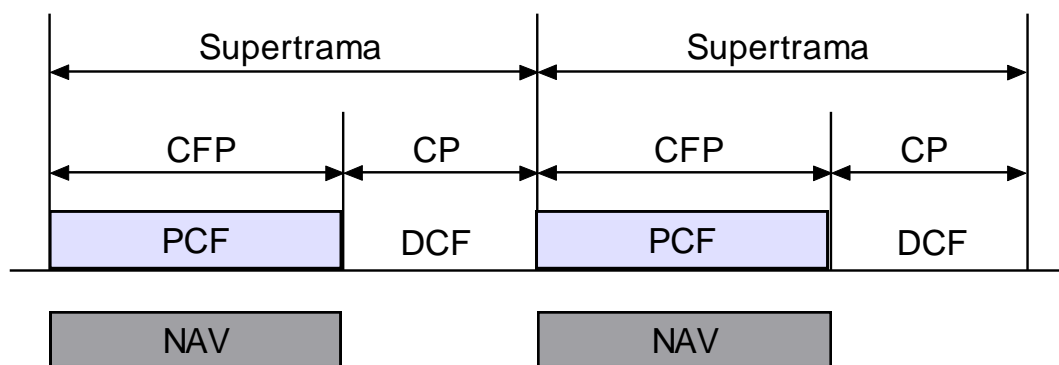 Supertrama Supertrama
CFP CP CFP CP
PCF DCF PCF DCF
NAV NAV